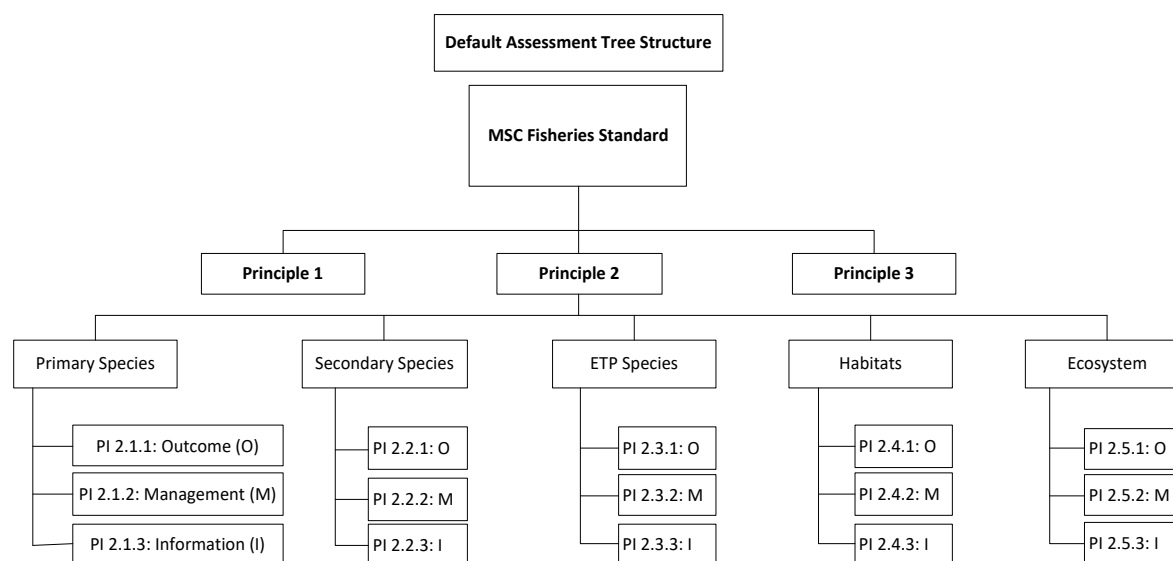 Default Assessment Tree Structure
MSC Fisheries Standard
Principle 1
Principle 2
Principle 3
Primary Species
Secondary Species
ETP Species
Habitats
Ecosystem
PI 2.1.1: Outcome (O)
PI 2.2.1: O
PI 2.3.1: O
PI 2.4.1: O
PI 2.5.1: O
PI 2.1.2: Management (M)
PI 2.2.2: M
PI 2.3.2: M
PI 2.4.2: M
PI 2.5.2: M
PI 2.1.3: Information (I)
PI 2.2.3: I
PI 2.3.3: I
PI 2.4.3: I
PI 2.5.3: I